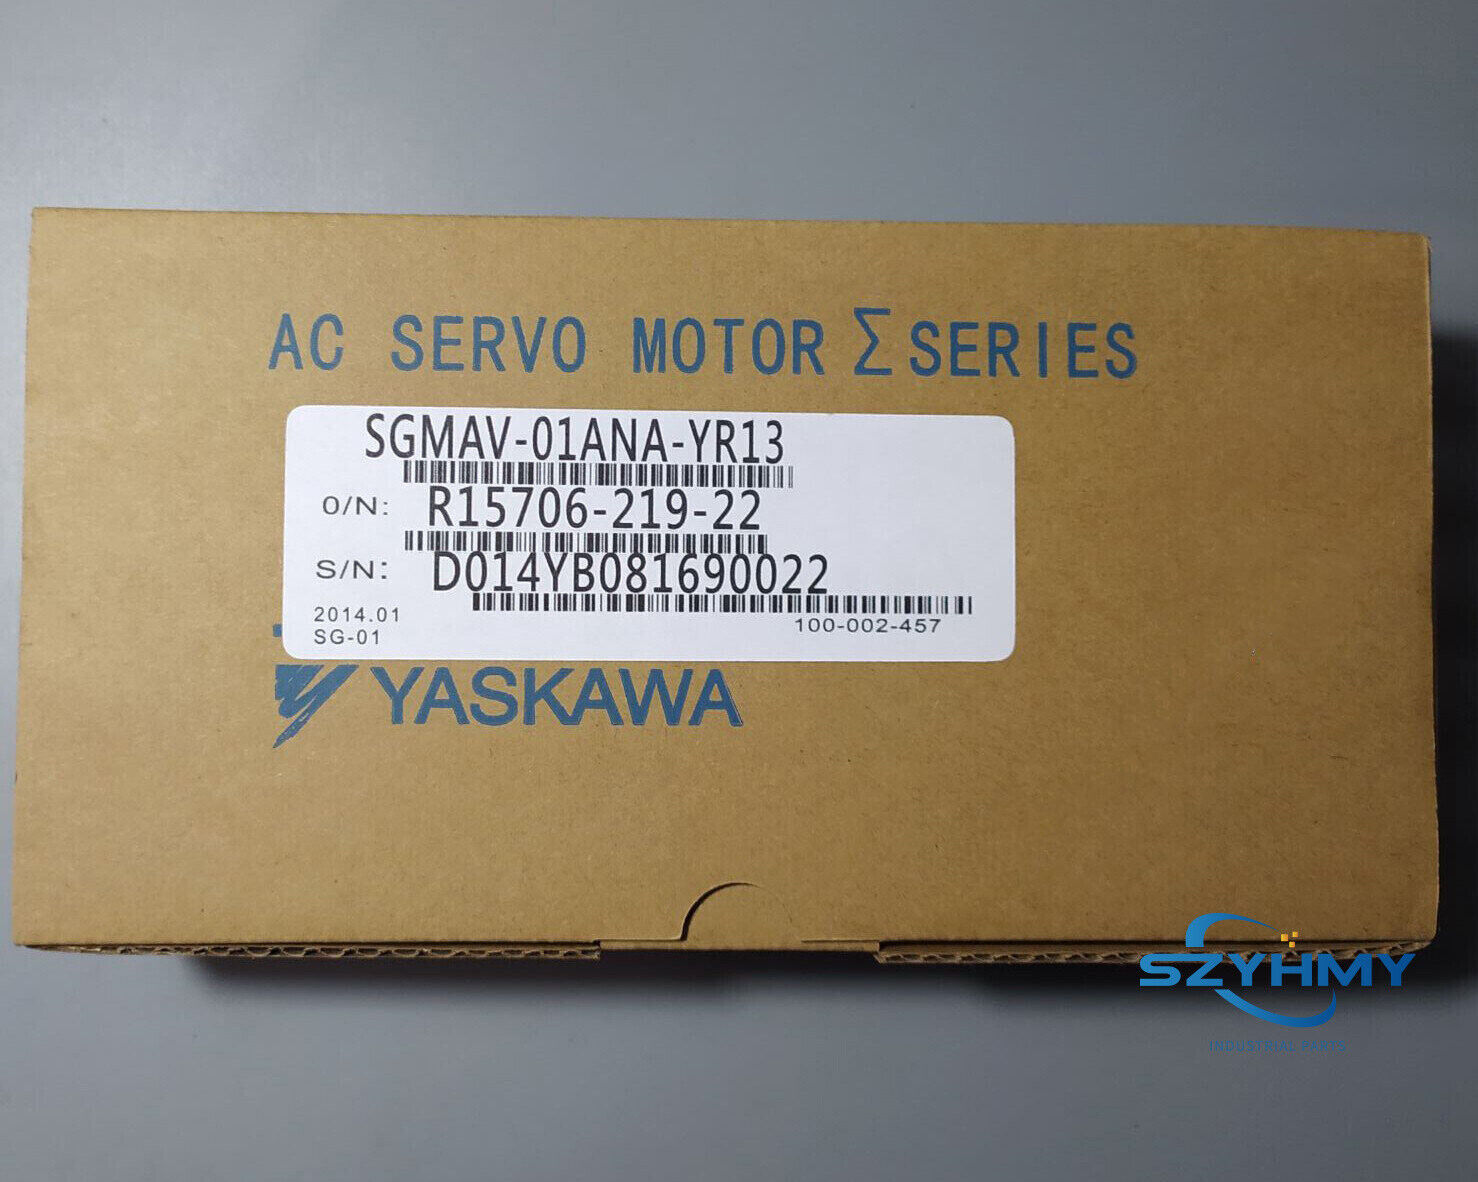 AC SERVO MOTOR Σ SERIES
SGMAV-01ANA-YR13
O/N: R15706-219-22
S/N: D014YB081690022
2014.01
100-002-457
SG-01
YASKAWA
SZYHMY
INDUSTRIAL PARTS